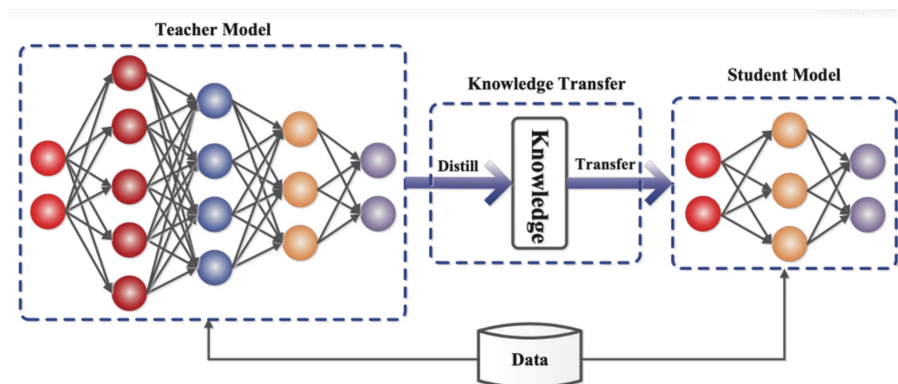 Teacher Model
Knowledge Transfer
Student Model
Distill
Knowledge
Transfer
Data